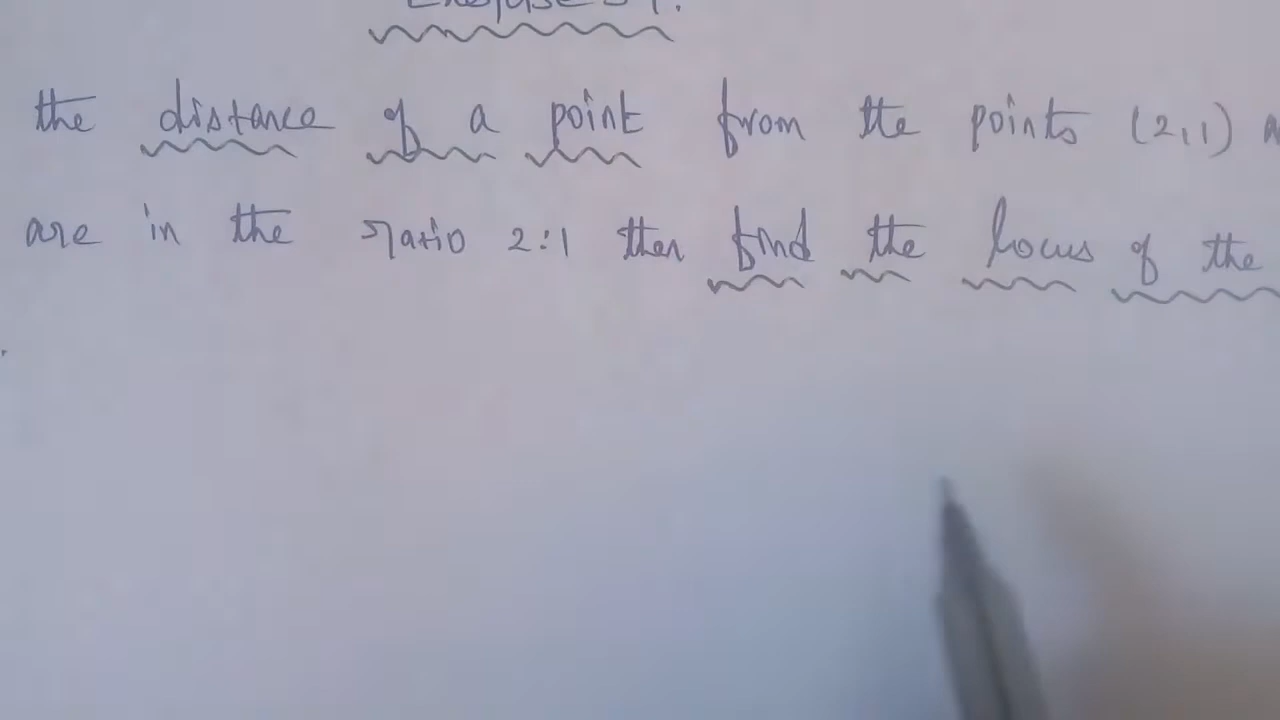 the distance of a point from the points (2,1)
are in the ratio 2:1 then find the locus of the